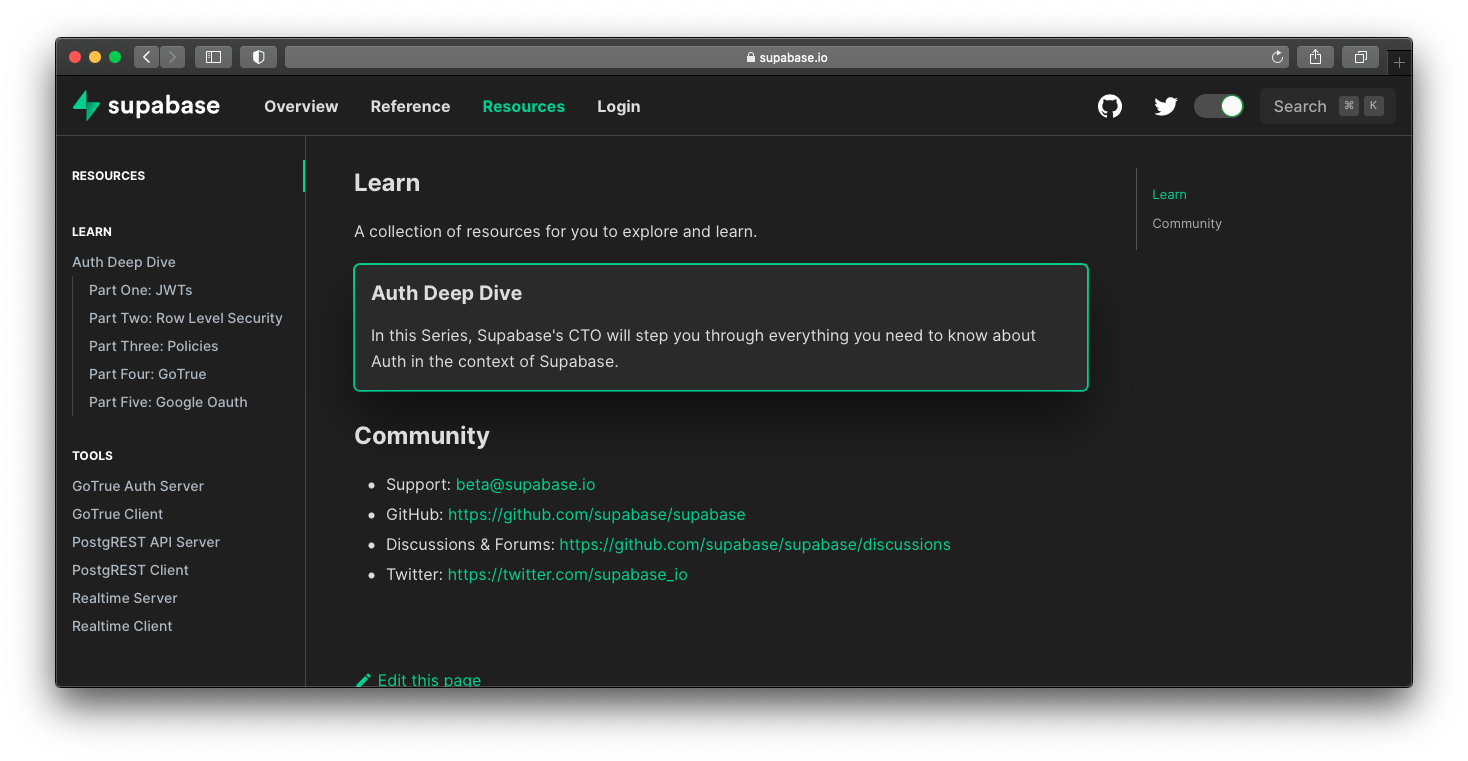 supabase.io
supabase Overview Reference Resources Login Search ⌘ K
RESOURCES
LEARN
Auth Deep Dive
Part One: JWTs
Part Two: Row Level Security
Part Three: Policies
Part Four: GoTrue
Part Five: Google Oauth
TOOLS
GoTrue Auth Server
GoTrue Client
PostgREST API Server
PostgREST Client
Realtime Server
Realtime Client
Learn
A collection of resources for you to explore and learn.
Auth Deep Dive
In this Series, Supabase's CTO will step you through everything you need to know about
Auth in the context of Supabase.
Community
• Support: beta@supabase.io
• GitHub: https://github.com/supabase/supabase
• Discussions & Forums: https://github.com/supabase/supabase/discussions
• Twitter: https://twitter.com/supabase_io
Edit this page
Learn
Community